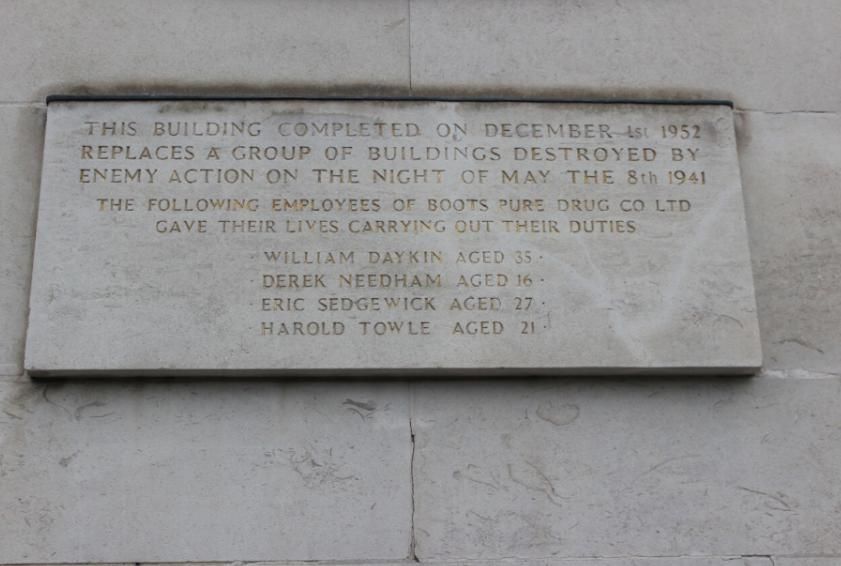 THIS BUILDING COMPLETED ON DECEMBER 1st 1952
REPLACES A GROUP OF BUILDINGS DESTROYED BY
ENEMY ACTION ON THE NIGHT OF MAY THE 8th 1941
THE FOLLOWING EMPLOYEES OF BOOTS PURE DRUG CO LTD
GAVE THEIR LIVES CARRYING OUT THEIR DUTIES
· WILLIAM DAYKIN AGED 35 ·
· DEREK NEEDHAM AGED 16 ·
· ERIC SEDGEWICK AGED 27 ·
· HAROLD TOWLE AGED 21 ·